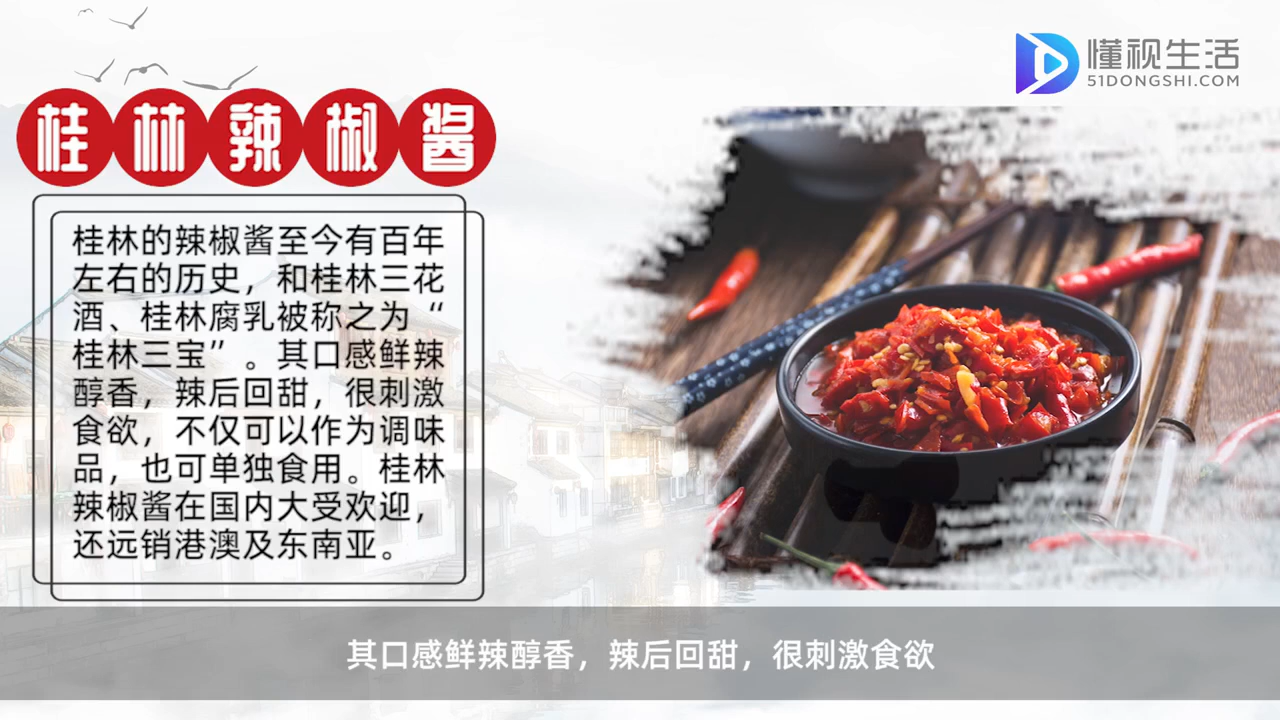 懂视生活
51DONGSHI.COM
桂林辣椒酱
桂林的辣椒酱至今有百年
左右的历史，和桂林三花
酒、桂林腐乳被称之为“
桂林三宝”。其口感鲜辣
醇香，辣后回甜，很刺激
食欲，不仅可以作为调味
品，也可单独食用。桂林
辣椒酱在国内大受欢迎，
还远销港澳及东南亚。
其口感鲜辣醇香，辣后回甜，很刺激食欲